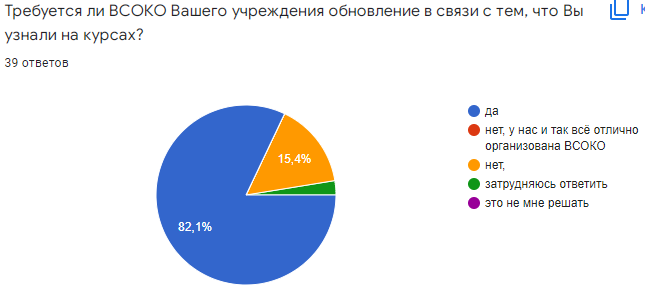 Требуется ли ВСОКО Вашего учреждения обновление в связи с тем, что Вы
узнали на курсах?
39 ответов
да
нет, у нас и так всё отлично
организована ВСОКО
нет,
затрудняюсь ответить
это не мне решать
15,4%
82,1%